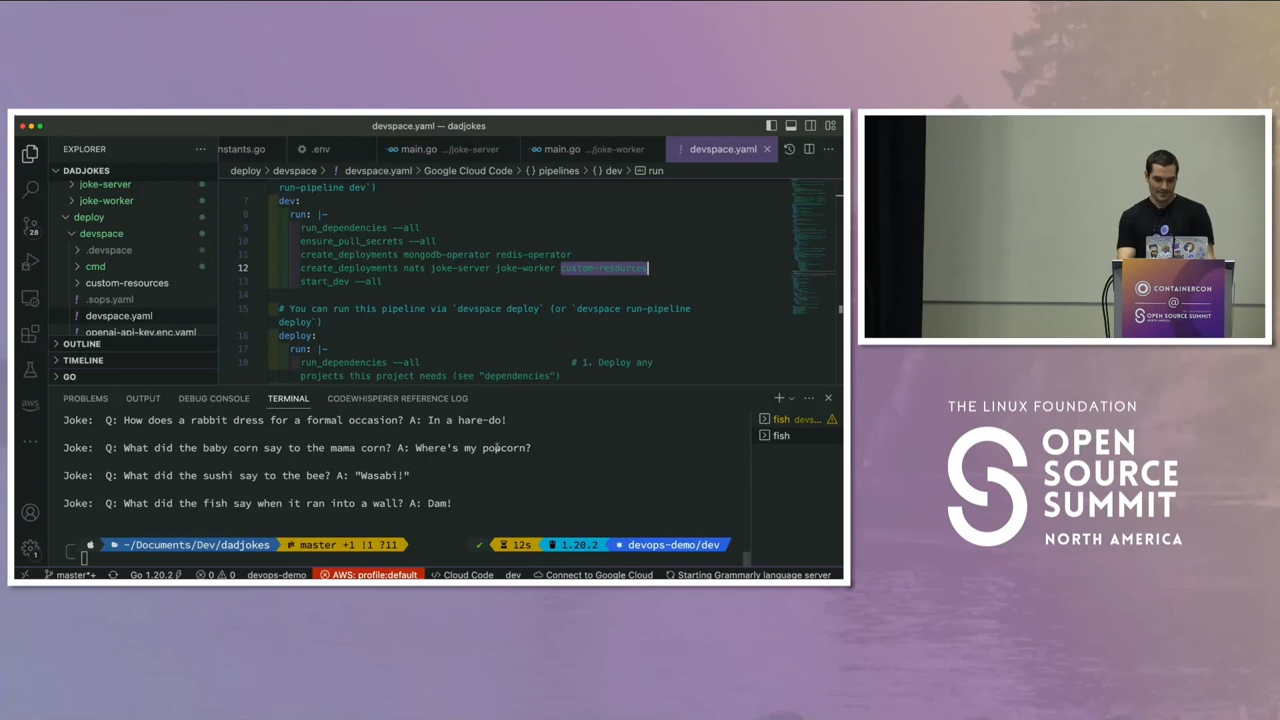 devspace.yaml — dadjokes
EXPLORER
nstants.go
.env
main.go .../joke-server
main.go .../joke-worker
devspace.yaml
DADJOKES
deploy > devspace > devspace.yaml > Google Cloud Code > {} pipelines > {} dev > run
joke-server
joke-worker
deploy
devspace
.devspace
cmd
custom-resources
.sops.yaml
devspace.yaml
openai-api-key.enc.yaml
OUTLINE
TIMELINE
GO
run-pipeline dev`)
7 dev:
8 run: |-
9 run_dependencies --all
10 ensure_pull_secrets --all
11 create_deployments mongodb-operator redis-operator
12 create_deployments nats joke-server joke-worker custom-resources
13 start_dev --all
14
15 # You can run this pipeline via `devspace deploy` (or `devspace run-pipeline
deploy`)
16 deploy:
17 run: |-
18 run_dependencies --all # 1. Deploy any
projects this project needs (see "dependencies")
PROBLEMS OUTPUT DEBUG CONSOLE TERMINAL CODEWHISPERER REFERENCE LOG
Joke: Q: How does a rabbit dress for a formal occasion? A: In a hare-do!
Joke: Q: What did the baby corn say to the mama corn? A: Where's my popcorn?
Joke: Q: What did the sushi say to the bee? A: "Wasabi!"
Joke: Q: What did the fish say when it ran into a wall? A: Dam!
fish devs...
fish
~/Documents/Dev/dadjokes master +1 !1 ?11
12s 1.20.2 devops-demo/dev
28
aws
1
master*+ Go 1.20.2 0 0 devops-demo AWS: profile:default Cloud Code dev Connect to Google Cloud Starting Grammarly language server
CONTAINERCON
@
OPEN SOURCE SUMMIT
THE LINUX FOUNDATION
OPEN
SOURCE
SUMMIT
NORTH AMERICA